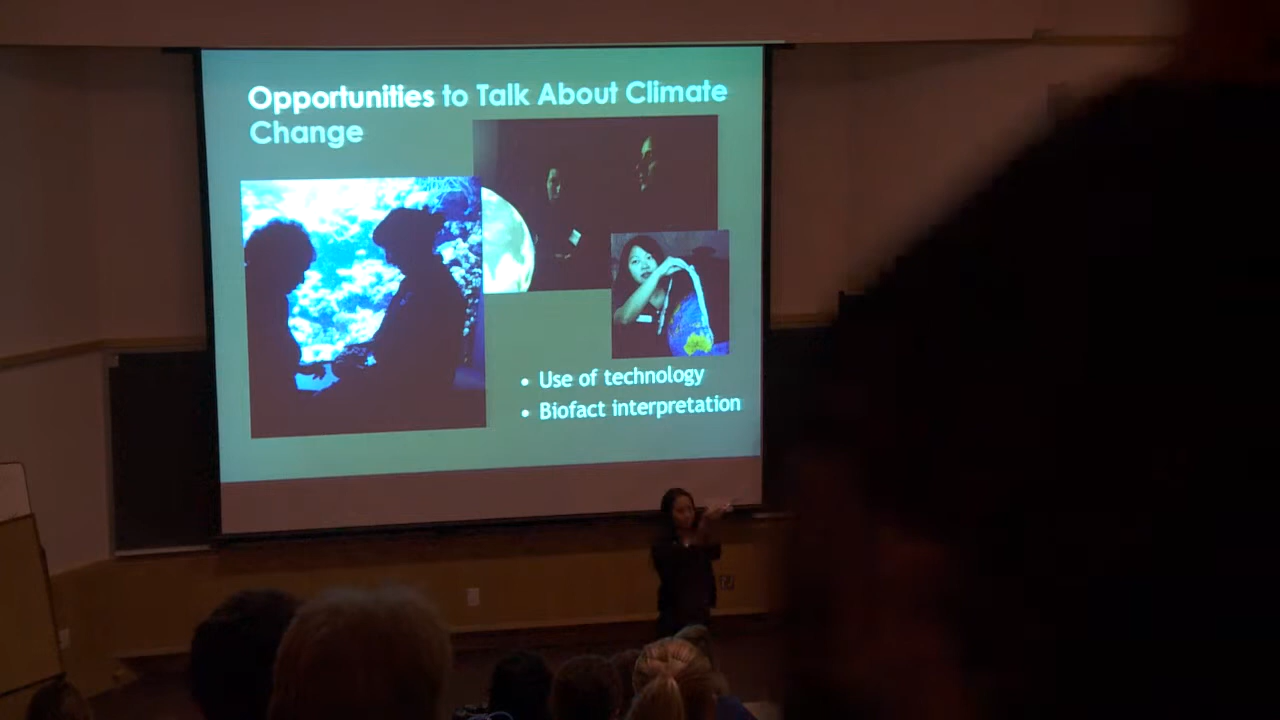 Opportunities to Talk About Climate
Change
• Use of technology
• Biofact interpretation